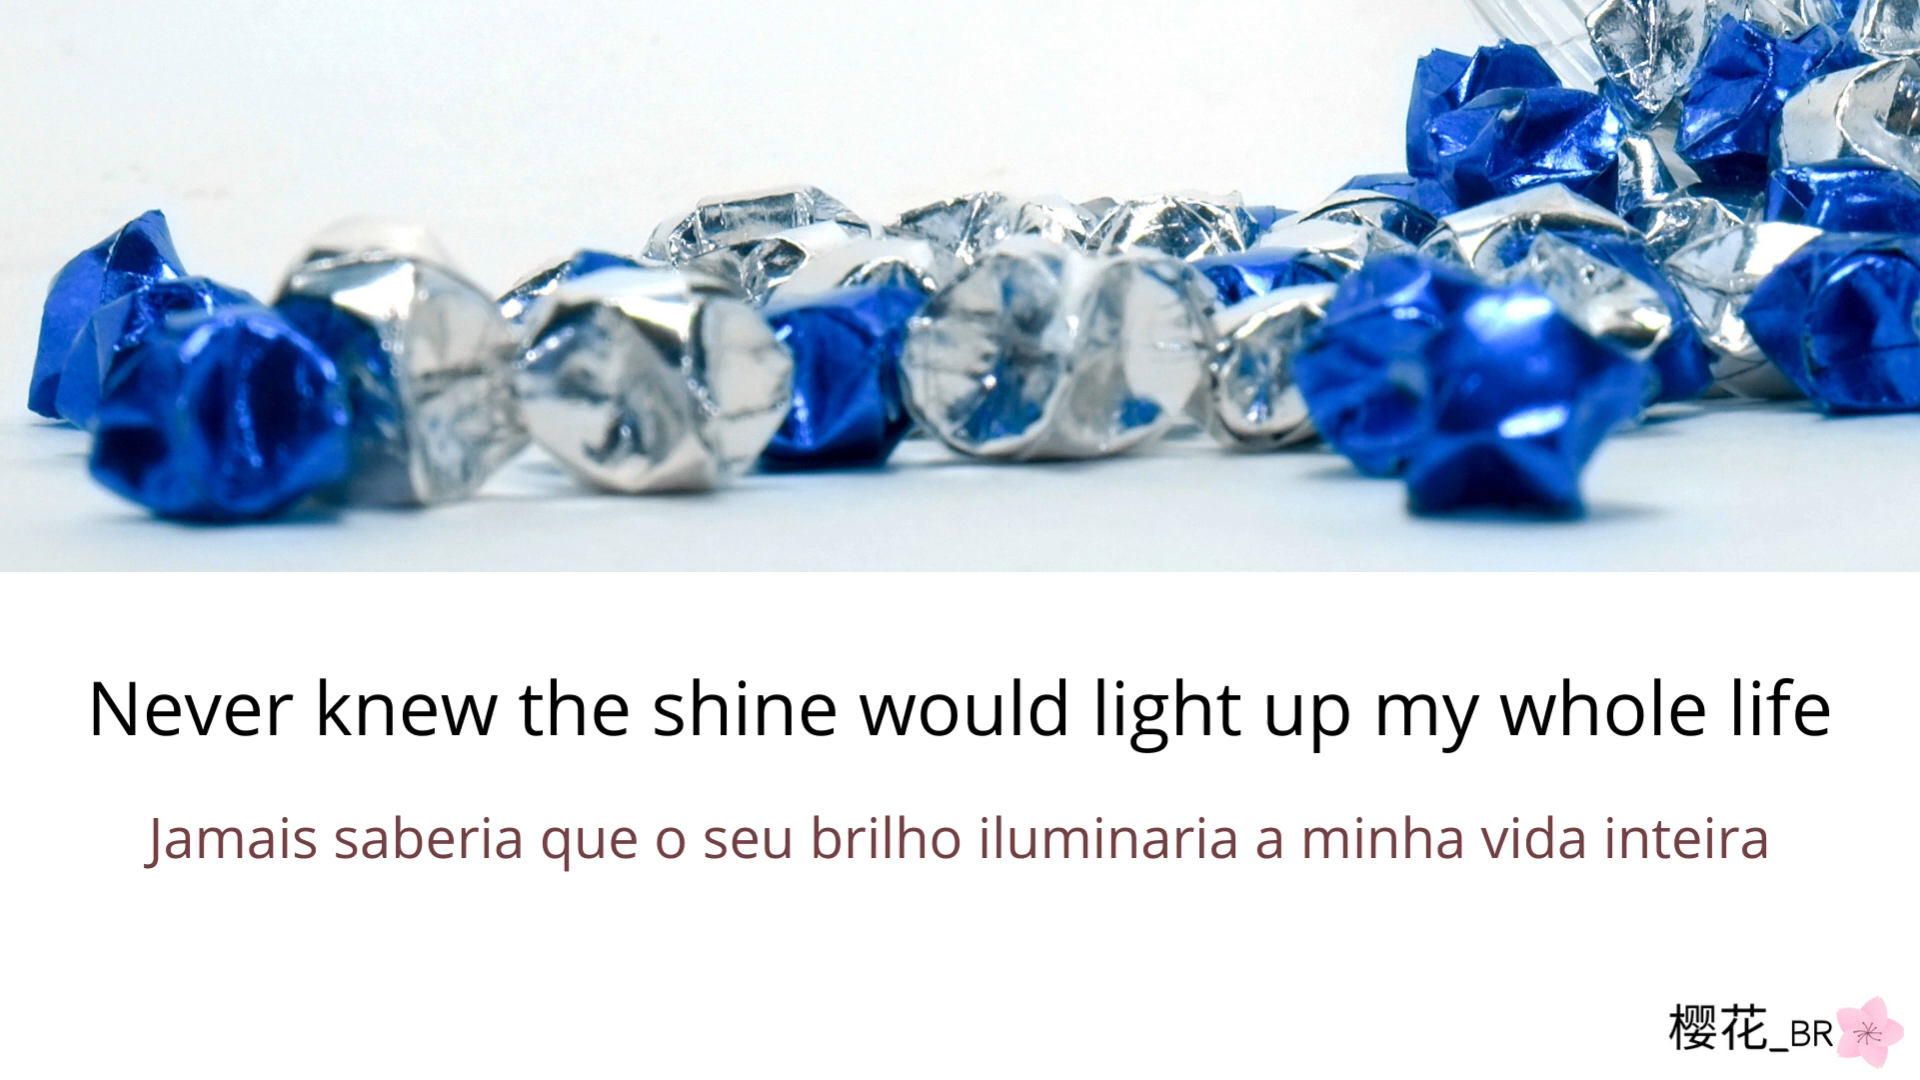 Never knew the shine would light up my whole life
Jamais saberia que o seu brilho iluminaria a minha vida inteira
樱花_BR